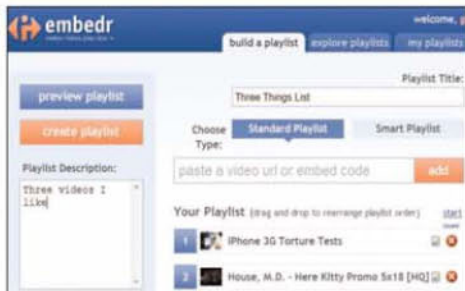 embedr
welcome,
build a playlist explore playlists my playlists
Playlist Title:
preview playlist
Three Things List
create playlist
Choose Type:
Standard Playlist Smart Playlist
Playlist Description:
Three videos I
like
paste a video url or embed code add
Your Playlist (drag and drop to rearrange playlist order) start
1 iPhone 3G Torture Tests
2 House, M.D. - Here Kitty Promo 5x18 [HQ]